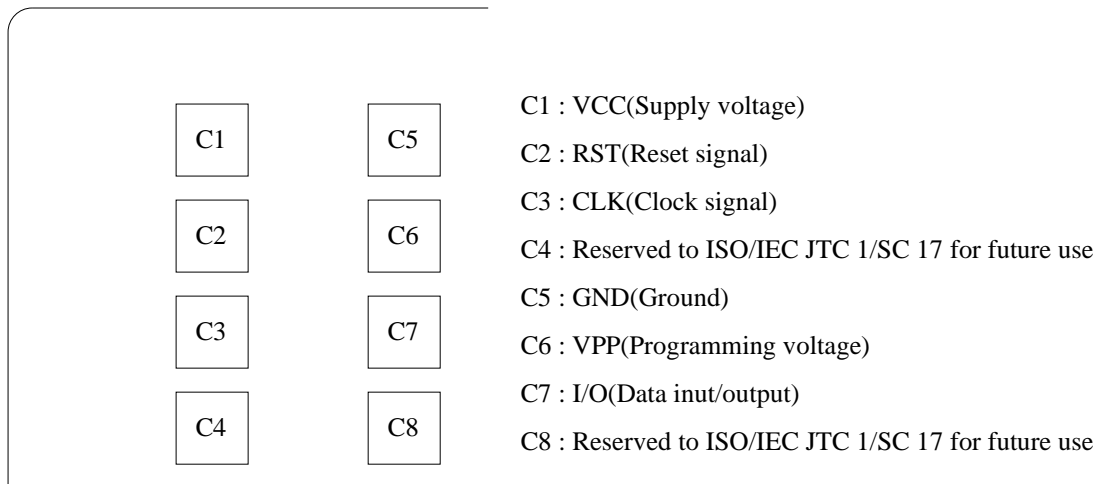 C1 C5
C2 C6
C3 C7
C4 C8
C1 : VCC(Supply voltage)
C2 : RST(Reset signal)
C3 : CLK(Clock signal)
C4 : Reserved to ISO/IEC JTC 1/SC 17 for future use
C5 : GND(Ground)
C6 : VPP(Programming voltage)
C7 : I/O(Data inut/output)
C8 : Reserved to ISO/IEC JTC 1/SC 17 for future use